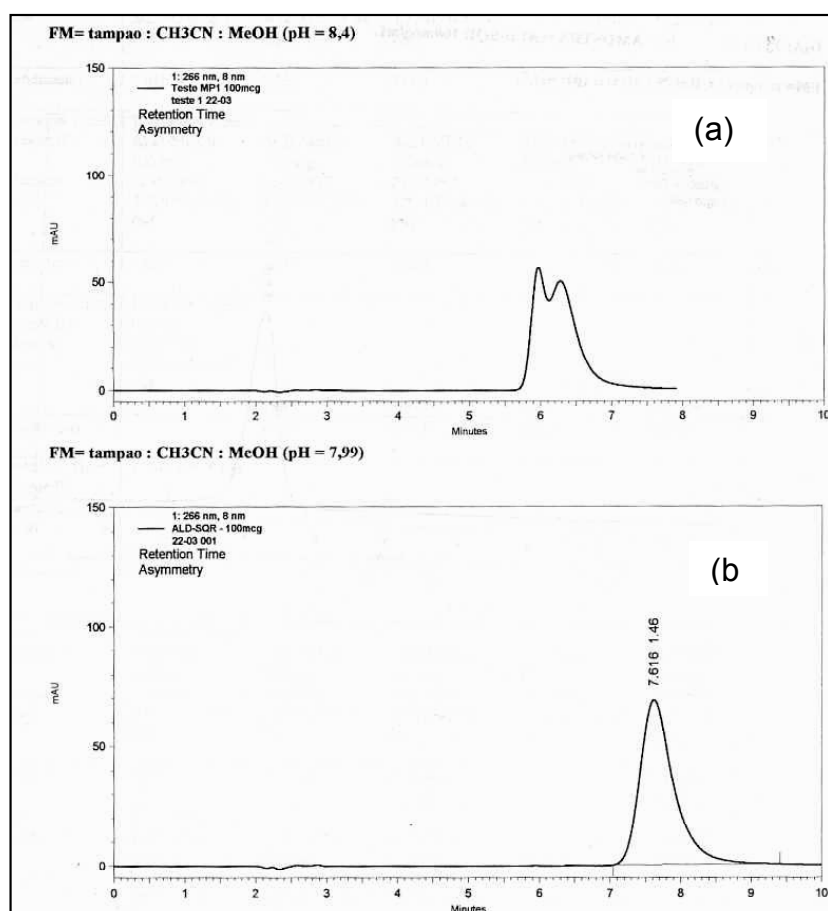 FM= tampao : CH3CN : MeOH (pH = 8,4)
150
1: 266 nm, 8 nm
Teste MP1 100mcg
teste 1 22-03
Retention Time
Asymmetry
(a)
100
mAU
50
0
0 1 2 3 4 5 6 7 8 9 10
Minutes
FM= tampao : CH3CN : MeOH (pH = 7,99)
150
1: 266 nm, 8 nm
ALD-SQR - 100mcg
22-03 001
Retention Time
Asymmetry
(b
100
7.616 1.46
mAU
50
0
0 1 2 3 4 5 6 7 8 9 10
Minutes